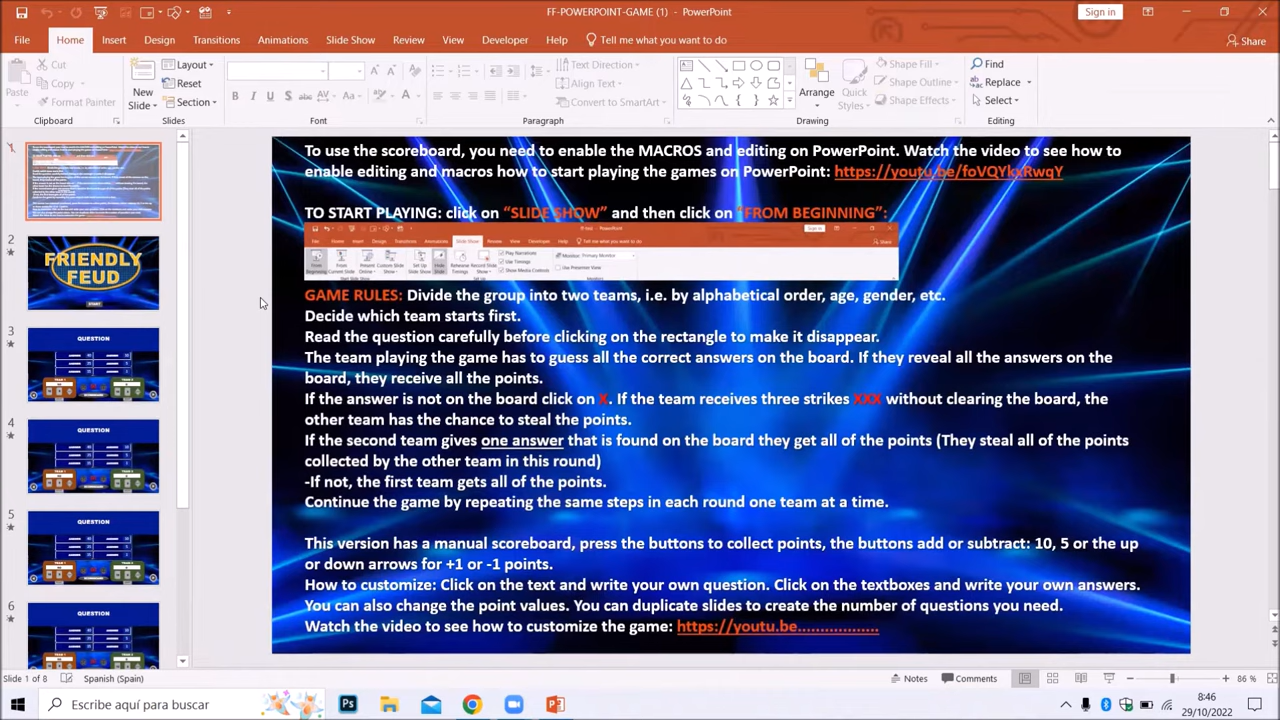 FF-POWERPOINT-GAME (1) - PowerPoint
Sign in
File Home Insert Design Transitions Animations Slide Show Review View Developer Help Tell me what you want to do Share
Paste
Cut
Copy
Format Painter
Clipboard
New Slide
Layout
Reset
Section
Slides
Font
Text Direction
Align Text
Convert to SmartArt
Paragraph
Arrange
Quick Styles
Shape Fill
Shape Outline
Shape Effects
Drawing
Find
Replace
Select
Editing
1
2
FRIENDLY
FEUD
START
3
QUESTION
4
QUESTION
5
QUESTION
6
QUESTION
To use the scoreboard, you need to enable the MACROS and editing on PowerPoint. Watch the video to see how to
enable editing and macros to start playing the games on PowerPoint:
TO START PLAYING: click on “SLIDE SHOW” and then click on “FROM BEGINNING”:
GAME RULES: Divide the group into two teams, i.e. by alphabetical order, age, gender, etc.
Decide which team starts first.
Read the question carefully before clicking on the rectangle to make it disappear.
The team playing the game must guess all the correct answers on the board. If they reveal all the answers on the
board, they receive all the points.
If the answer is not on the board click on X. If the team receives three strikes XXX without clearing the board, the
other team has the chance to steal the points.
If the second team gives one answer that is found on the board it will get all of the points (They steal all of the points
collected by the other team in this round)
-If not, the first team gets all of the points.
Continue the game by repeating the same steps in each round one team at a time.
This version has a manual scoreboard, press the buttons to collect points the buttons add or subtract: 10, 5 or the up
or down arrows for +1 or -1 points.
How to customize: Click on the text and write your own question. Click on the textboxes and write your own answers.
You can also change the point values. You can duplicate slides to create the number of questions you need.
Watch the video to see how to customize the game: https://youtu.be..................
Slide 1 of 8
Spanish (Spain)
Notes
Comments
86 %
Escribe aquí para buscar
Ps
8:46
29/10/2022